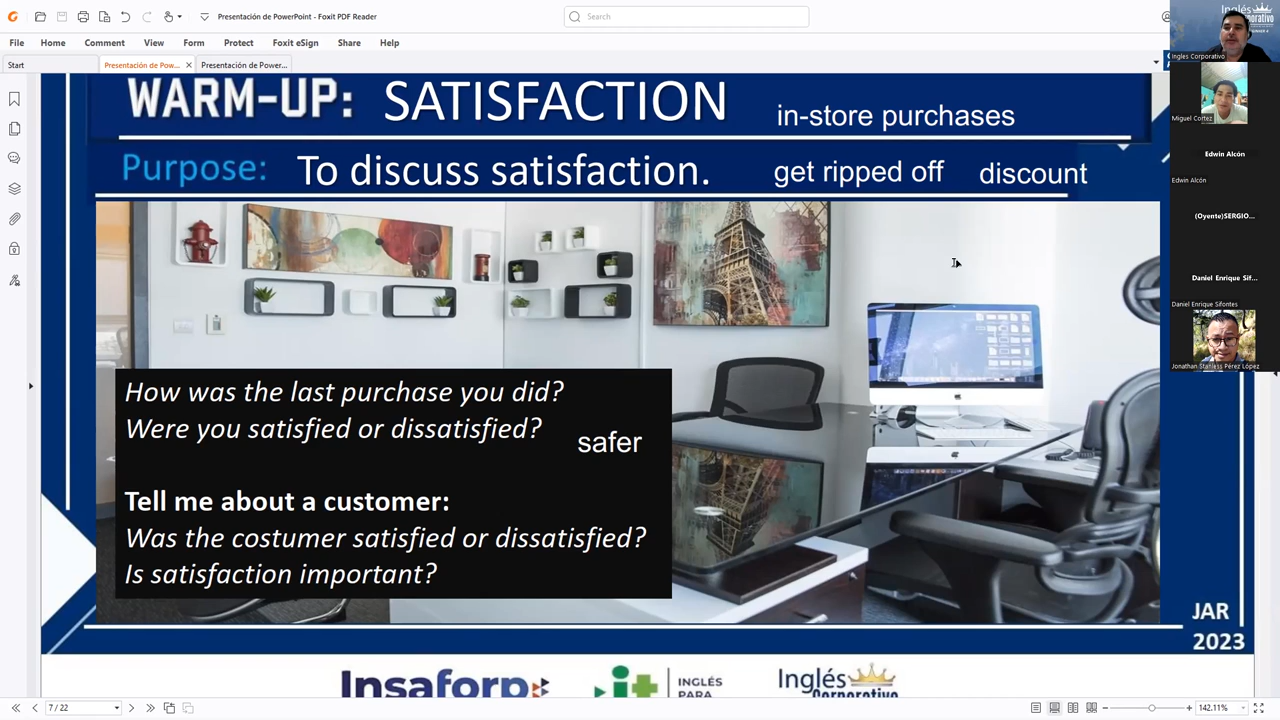 Presentación de PowerPoint - Foxit PDF Reader
Search
File Home Comment View Form Protect Foxit eSign Share Help
Start
Presentación de Pow...
Presentación de Power...
WARM-UP: SATISFACTION
in-store purchases
Purpose: To discuss satisfaction.
get ripped off
discount
How was the last purchase you did?
Were you satisfied or dissatisfied?
safer
Tell me about a customer:
Was the costumer satisfied or dissatisfied?
Is satisfaction important?
JAR
2023
Insaforp
it
INGLÉS
PARA
Inglés
Corporativo
Inglés
Corporativo
Ingles Corporativo
Miguel Cortez
Edwin Alcón
Edwin Alcón
(Oyente)SERGIO...
Daniel Enrique Sif...
Daniel Enrique Sifontes
Jonathan Stanless Pérez López
7 / 22
142.11%